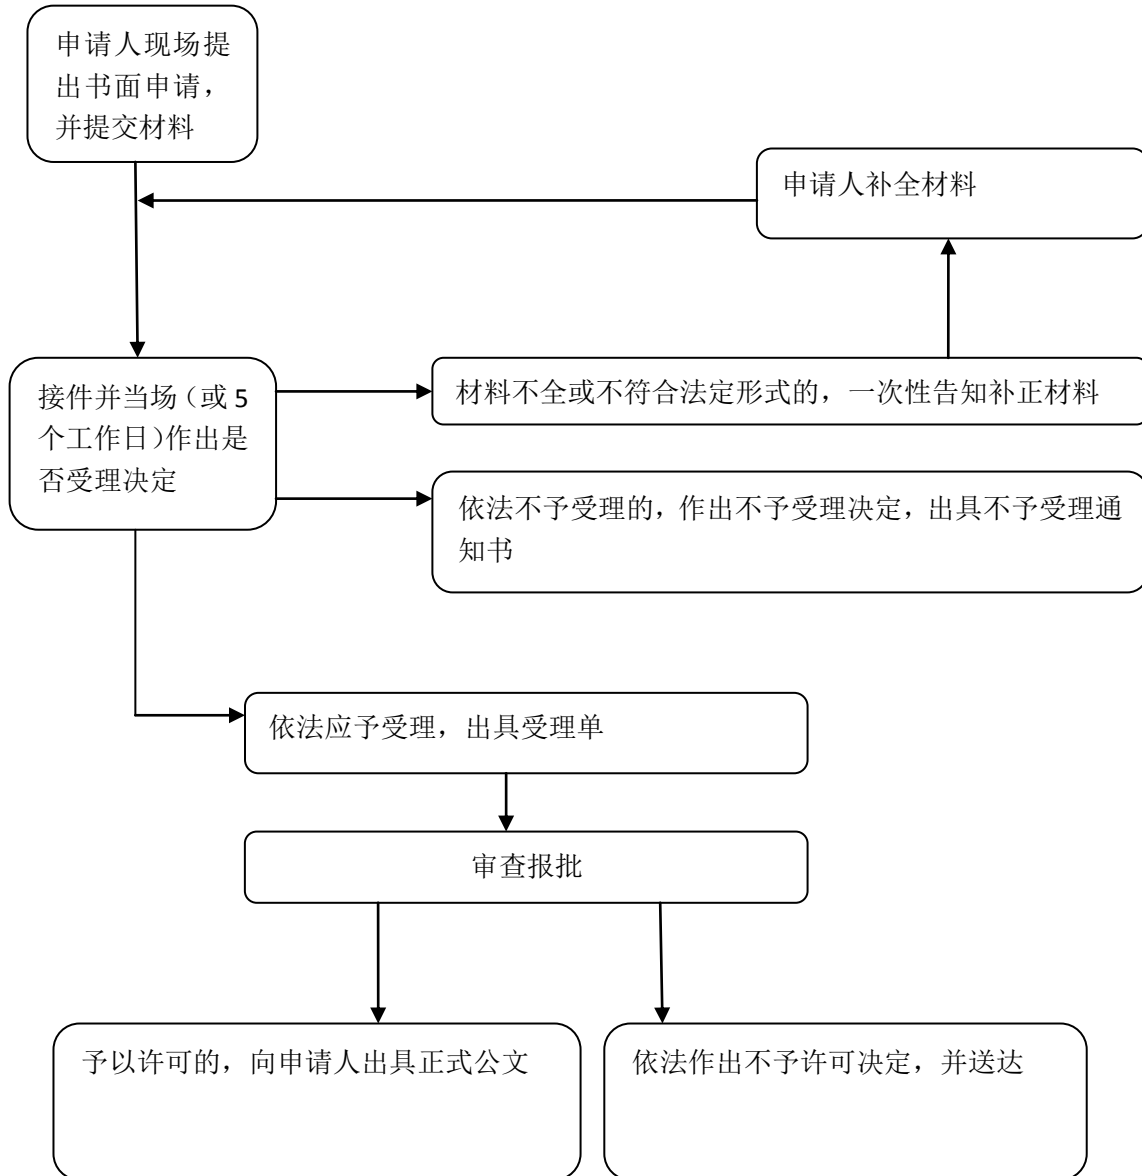 申请人现场提
出书面申请，
并提交材料
申请人补全材料
接件并当场（或5
个工作日）作出是
否受理决定
材料不全或不符合法定形式的，一次性告知补正材料
依法不予受理的，作出不予受理决定，出具不予受理通
知书
依法应予受理，出具受理单
审查报批
予以许可的，向申请人出具正式公文
依法作出不予许可决定，并送达